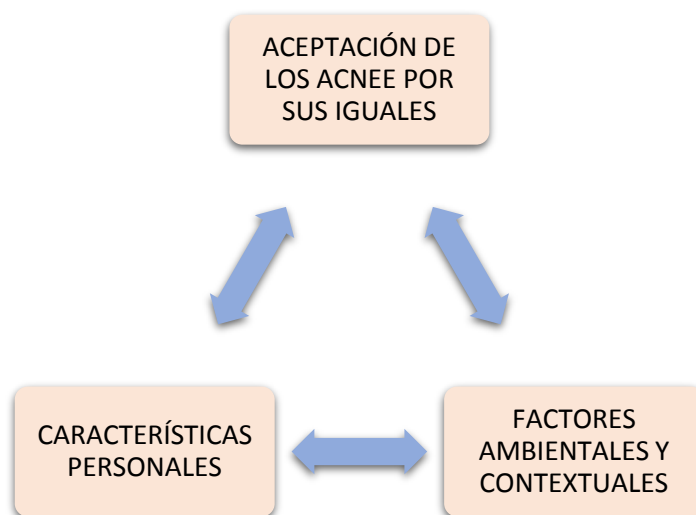 ACEPTACIÓN DE
LOS ACNEE POR
SUS IGUALES
CARACTERÍSTICAS
PERSONALES
FACTORES
AMBIENTALES Y
CONTEXTUALES